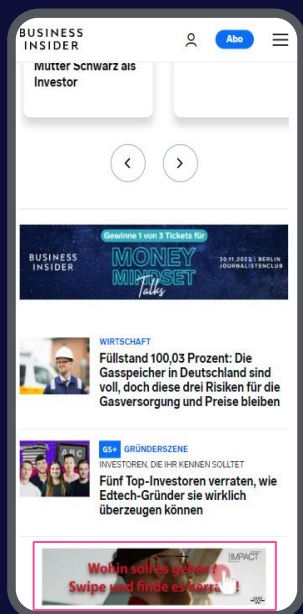 BUSINESS
INSIDER
Abo
Mutter Schwarz als
Investor
Gewinne 1 von 3 Tickets für
BUSINESS
INSIDER
MONEY
MINDSET
Talks
30.11.2023 | BERLIN
JOURNALISTENCLUB
WIRTSCHAFT
Füllstand 100,03 Prozent: Die
Gasspeicher in Deutschland sind
voll, doch diese drei Risiken für die
Gasversorgung und Preise bleiben
GS+ GRÜNDERSZENE
INVESTOREN, DIE IHR KENNEN SOLLTET
Fünf Top-Investoren verraten, wie
Edtech-Gründer sie wirklich
überzeugen können
IMPACT
Wohin soll es gehen?
Swipe und finde es heraus!